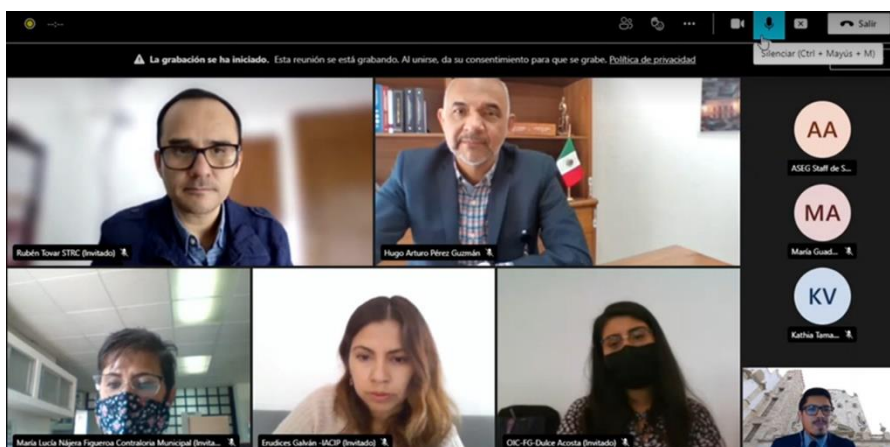 --:--
Salir
La grabación se ha iniciado. Esta reunión se está grabando. Al unirse, da su consentimiento para que se grabe. Política de privacidad
Silenciar (Ctrl + Mayús + M)
AA
ASEG Staff de S...
MA
María Guad...
KV
Kathia Tama...
Rubén Tovar STRC (Invitado)
Hugo Arturo Pérez Guzmán
María Lucía Nájera Figueroa Contraloria Municipal (Invita...
Erudices Galván -IACIP (Invitado)
OIC-FG-Dulce Acosta (Invitado)